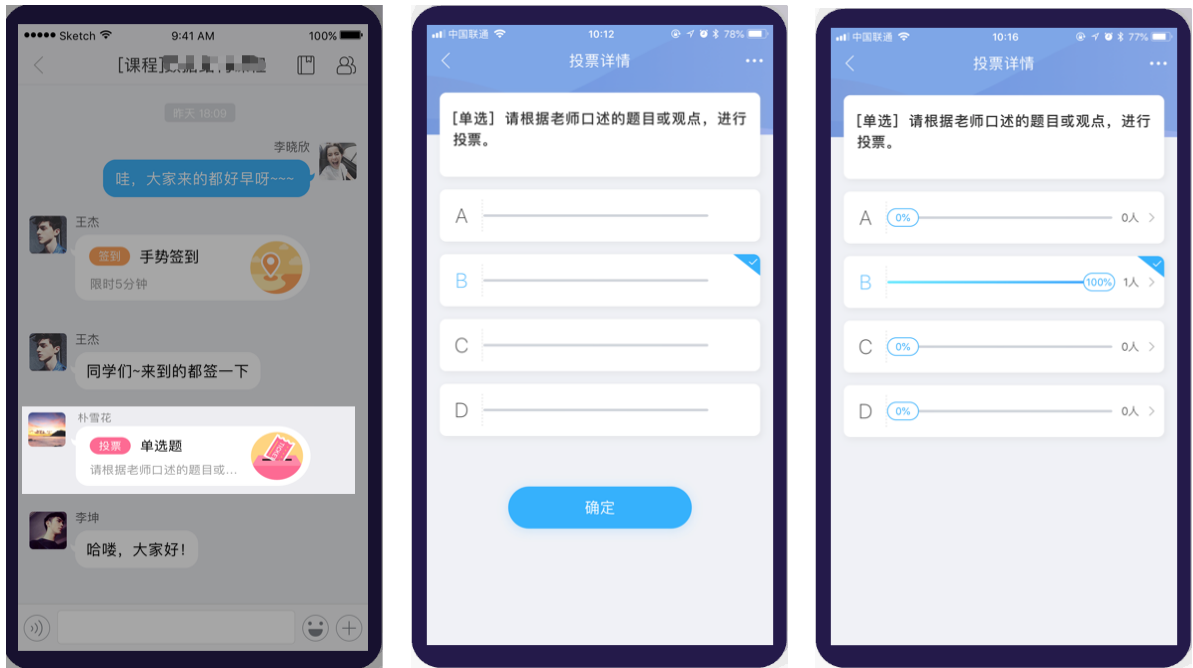 Sketch
9:41 AM
100%
[课程]
昨天 18:09
李晓欣
哇，大家来的都好早呀~~~
王杰
签到 手势签到
限时5分钟
王杰
同学们~来到的都签一下
朴雪花
投票 单选题
请根据老师口述的题目或...
李坤
哈喽，大家好！
中国联通
10:12
78%
投票详情
[单选] 请根据老师口述的题目或观点，进行
投票。
A
B
C
D
确定
中国联通
10:16
77%
投票详情
[单选] 请根据老师口述的题目或观点，进行
投票。
A 0% 0人
B 100% 1人
C 0% 0人
D 0% 0人